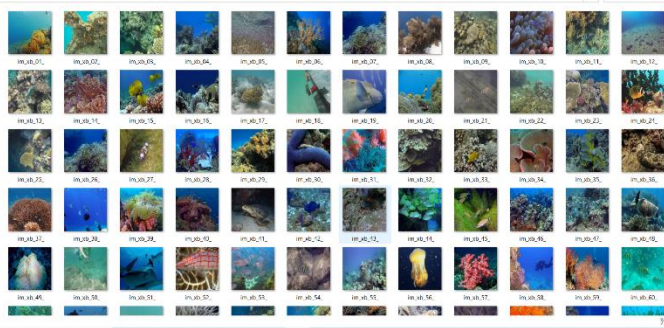 im_xb_01_ im_xb_02_ im_xb_03_ im_xb_04_ im_xb_05_ im_xb_06_ im_xb_07_ im_xb_08_ im_xb_09_ im_xb_10_ im_xb_11_ im_xb_12_
im_xb_13_ im_xb_14_ im_xb_15_ im_xb_16_ im_xb_17_ im_xb_18_ im_xb_19_ im_xb_20_ im_xb_21_ im_xb_22_ im_xb_23_ im_xb_24_
im_xb_25_ im_xb_26_ im_xb_27_ im_xb_28_ im_xb_29_ im_xb_30_ im_xb_31_ im_xb_32_ im_xb_33_ im_xb_34_ im_xb_35_ im_xb_36_
im_xb_37_ im_xb_38_ im_xb_39_ im_xb_40_ im_xb_41_ im_xb_42_ im_xb_43_ im_xb_44_ im_xb_45_ im_xb_46_ im_xb_47_ im_xb_48_
im_xb_49_ im_xb_50_ im_xb_51_ im_xb_52_ im_xb_53_ im_xb_54_ im_xb_55_ im_xb_56_ im_xb_57_ im_xb_58_ im_xb_59_ im_xb_60_